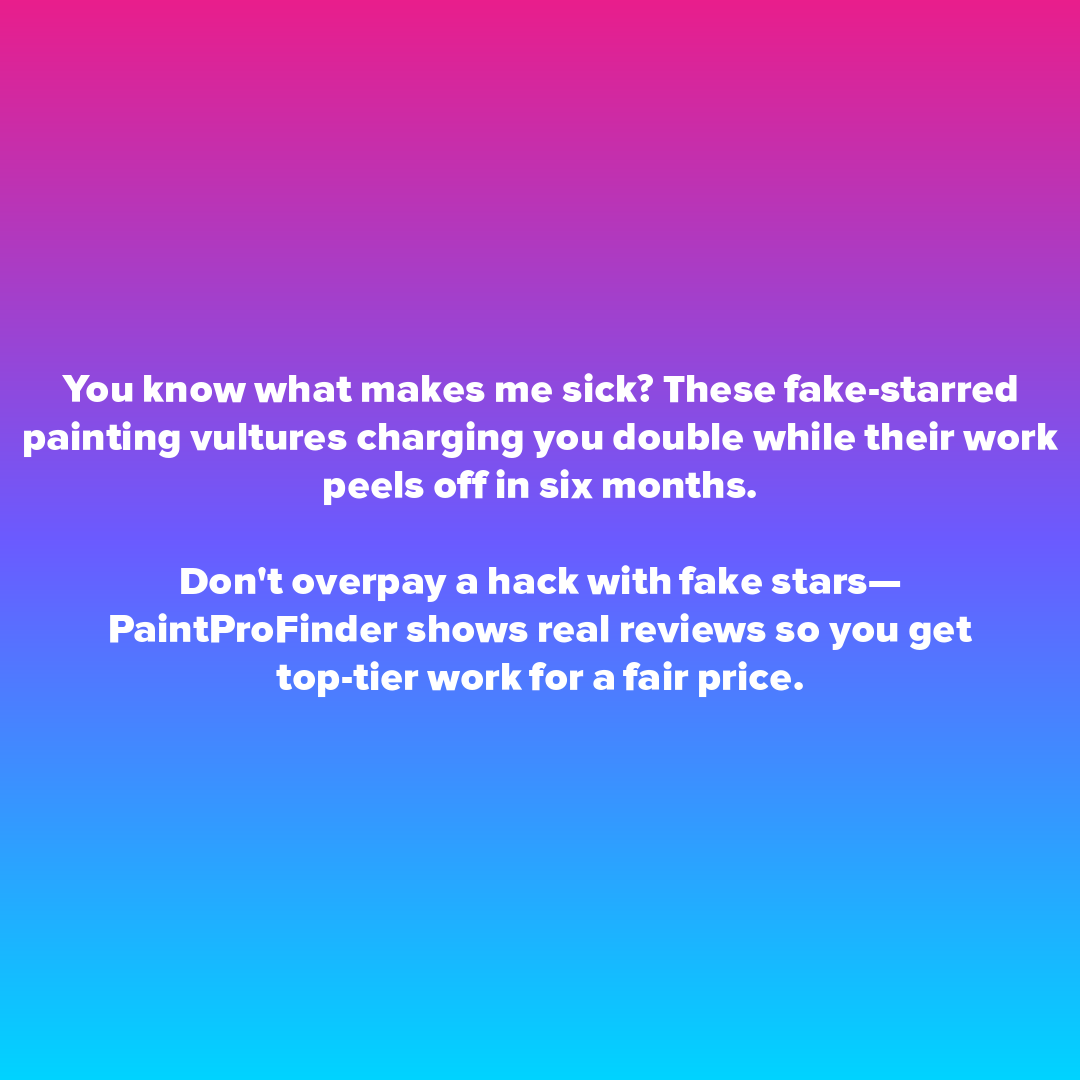 You know what makes me sick? These fake-starred
painting vultures charging you double while their work
peels off in six months.
Don't overpay a hack with fake stars—
PaintProFinder shows real reviews so you get
top-tier work for a fair price.